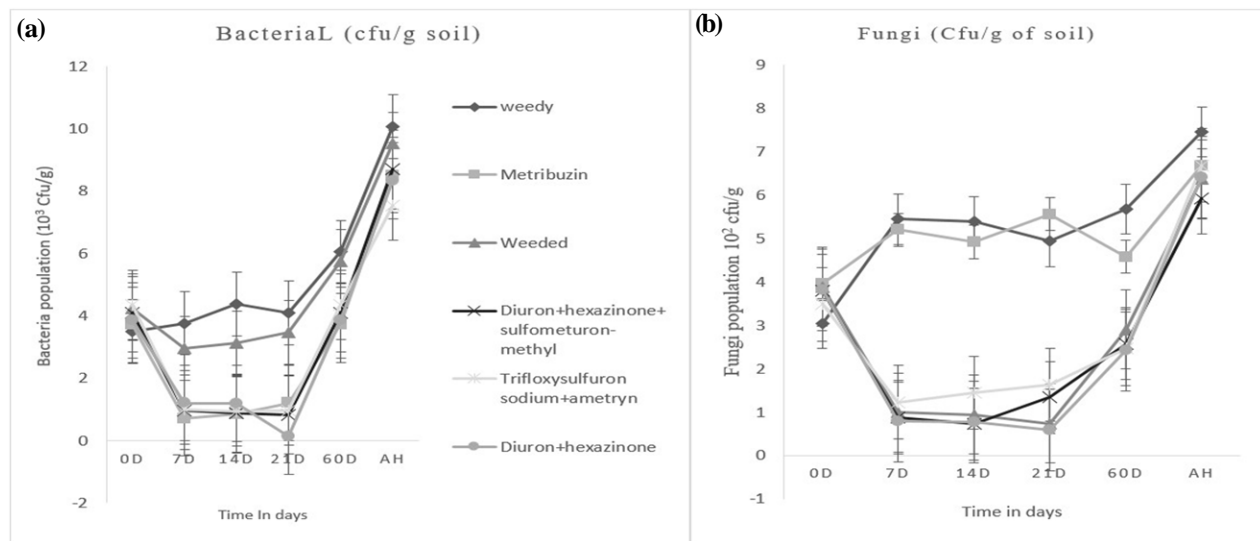 (a)
BacteriaL (cfu/g soil)
12
10
8
6
4
2
0
-2
Bacteria population (10³ Cfu/g)
0D 7D 14D 21D 60D AH
Time In days
weedy
Metribuzin
Weeded
Diuron+hexazinone+
sulfometuron-
methyl
Trifloxysulfuron
sodium+ametryn
Diuron+hexazinone
(b)
Fungi (Cfu/g of soil)
9
8
7
6
5
4
3
2
1
0
-1
Fungi population 10² cfu/g
0D 7D 14D 21D 60D AH
Time in days